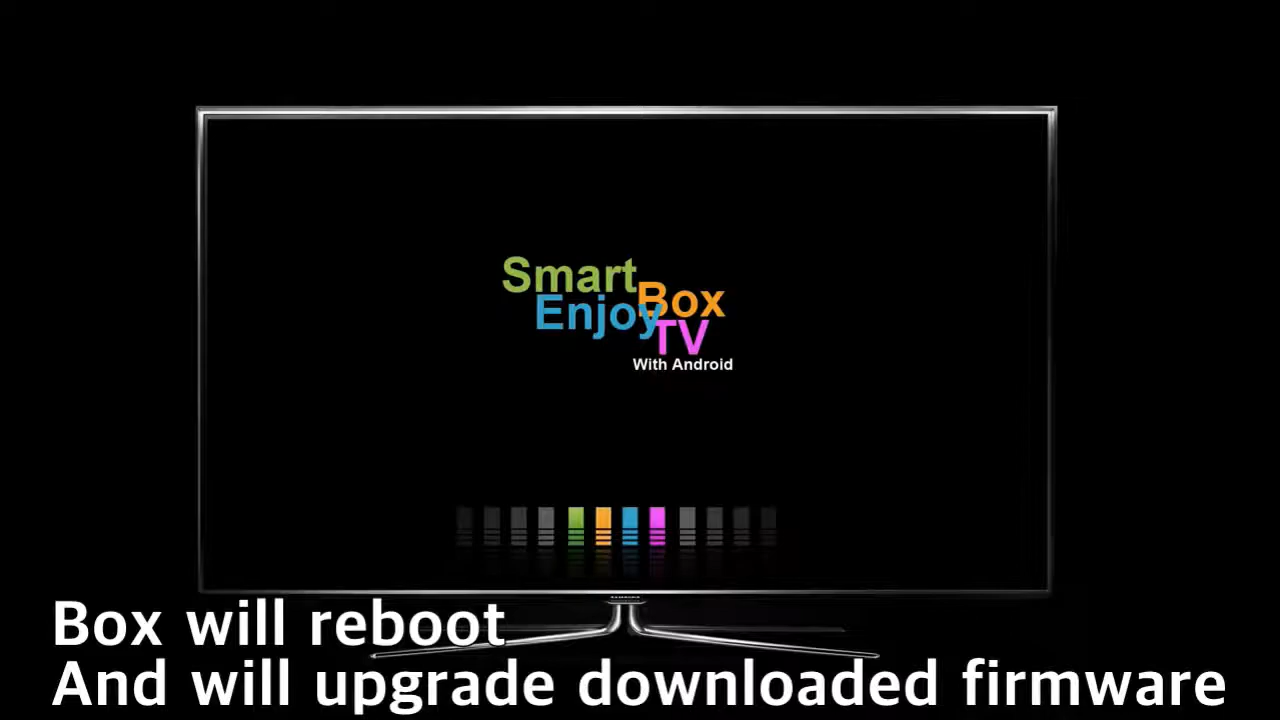 Smart
Box
Enjoy
TV
With Android
Box will reboot
And will upgrade downloaded firmware